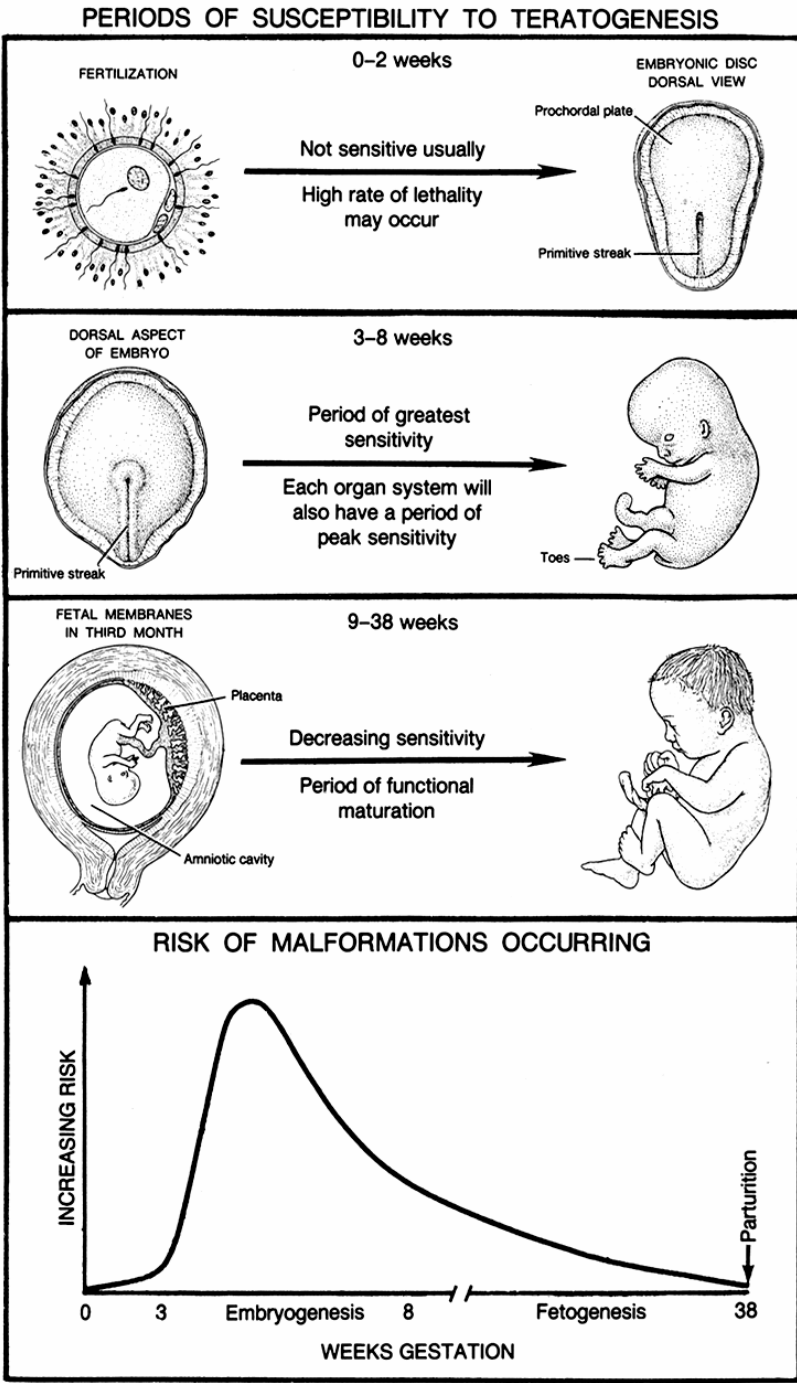 PERIODS OF SUSCEPTIBILITY TO TERATOGENESIS
0–2 weeks
FERTILIZATION
EMBRYONIC DISC
DORSAL VIEW
Prochordal plate
Not sensitive usually
High rate of lethality
may occur
Primitive streak
DORSAL ASPECT
OF EMBRYO
3–8 weeks
Period of greatest
sensitivity
Each organ system will
also have a period of
peak sensitivity
Primitive streak
Toes
FETAL MEMBRANES
IN THIRD MONTH
9–38 weeks
Placenta
Decreasing sensitivity
Period of functional
maturation
Amniotic cavity
RISK OF MALFORMATIONS OCCURRING
INCREASING RISK
Parturition
0 3 Embryogenesis 8 Fetogenesis 38
WEEKS GESTATION